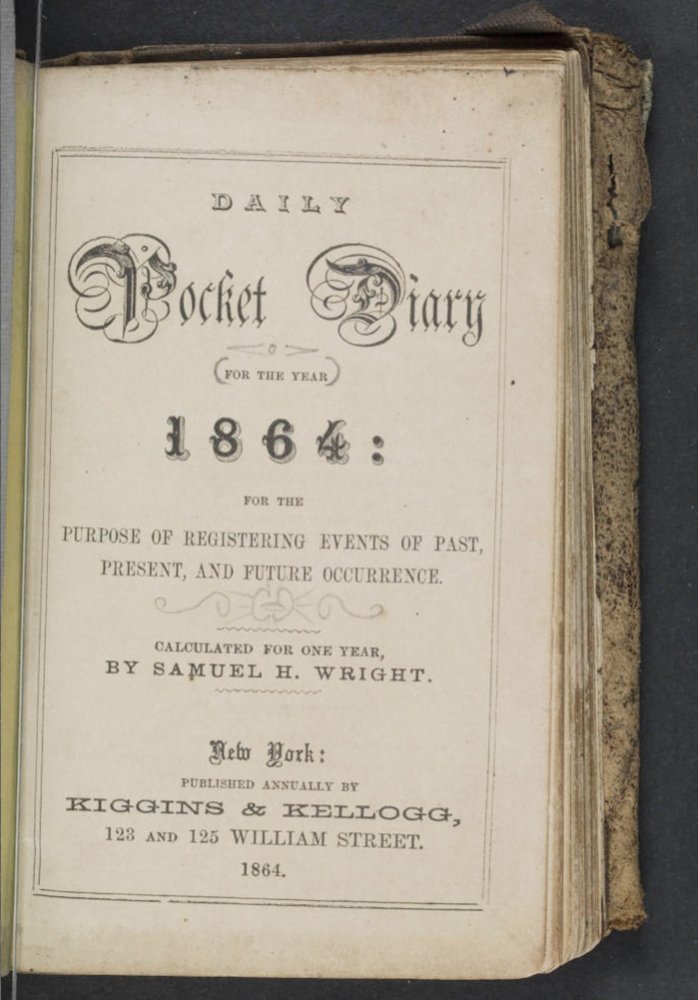 DAILY
Pocket Diary
(FOR THE YEAR)
1864:
FOR THE
PURPOSE OF REGISTERING EVENTS OF PAST,
PRESENT, AND FUTURE OCCURRENCE.
CALCULATED FOR ONE YEAR,
BY SAMUEL H. WRIGHT.
New York:
PUBLISHED ANNUALLY BY
KIGGINS & KELLOGG,
123 AND 125 WILLIAM STREET.
1864.